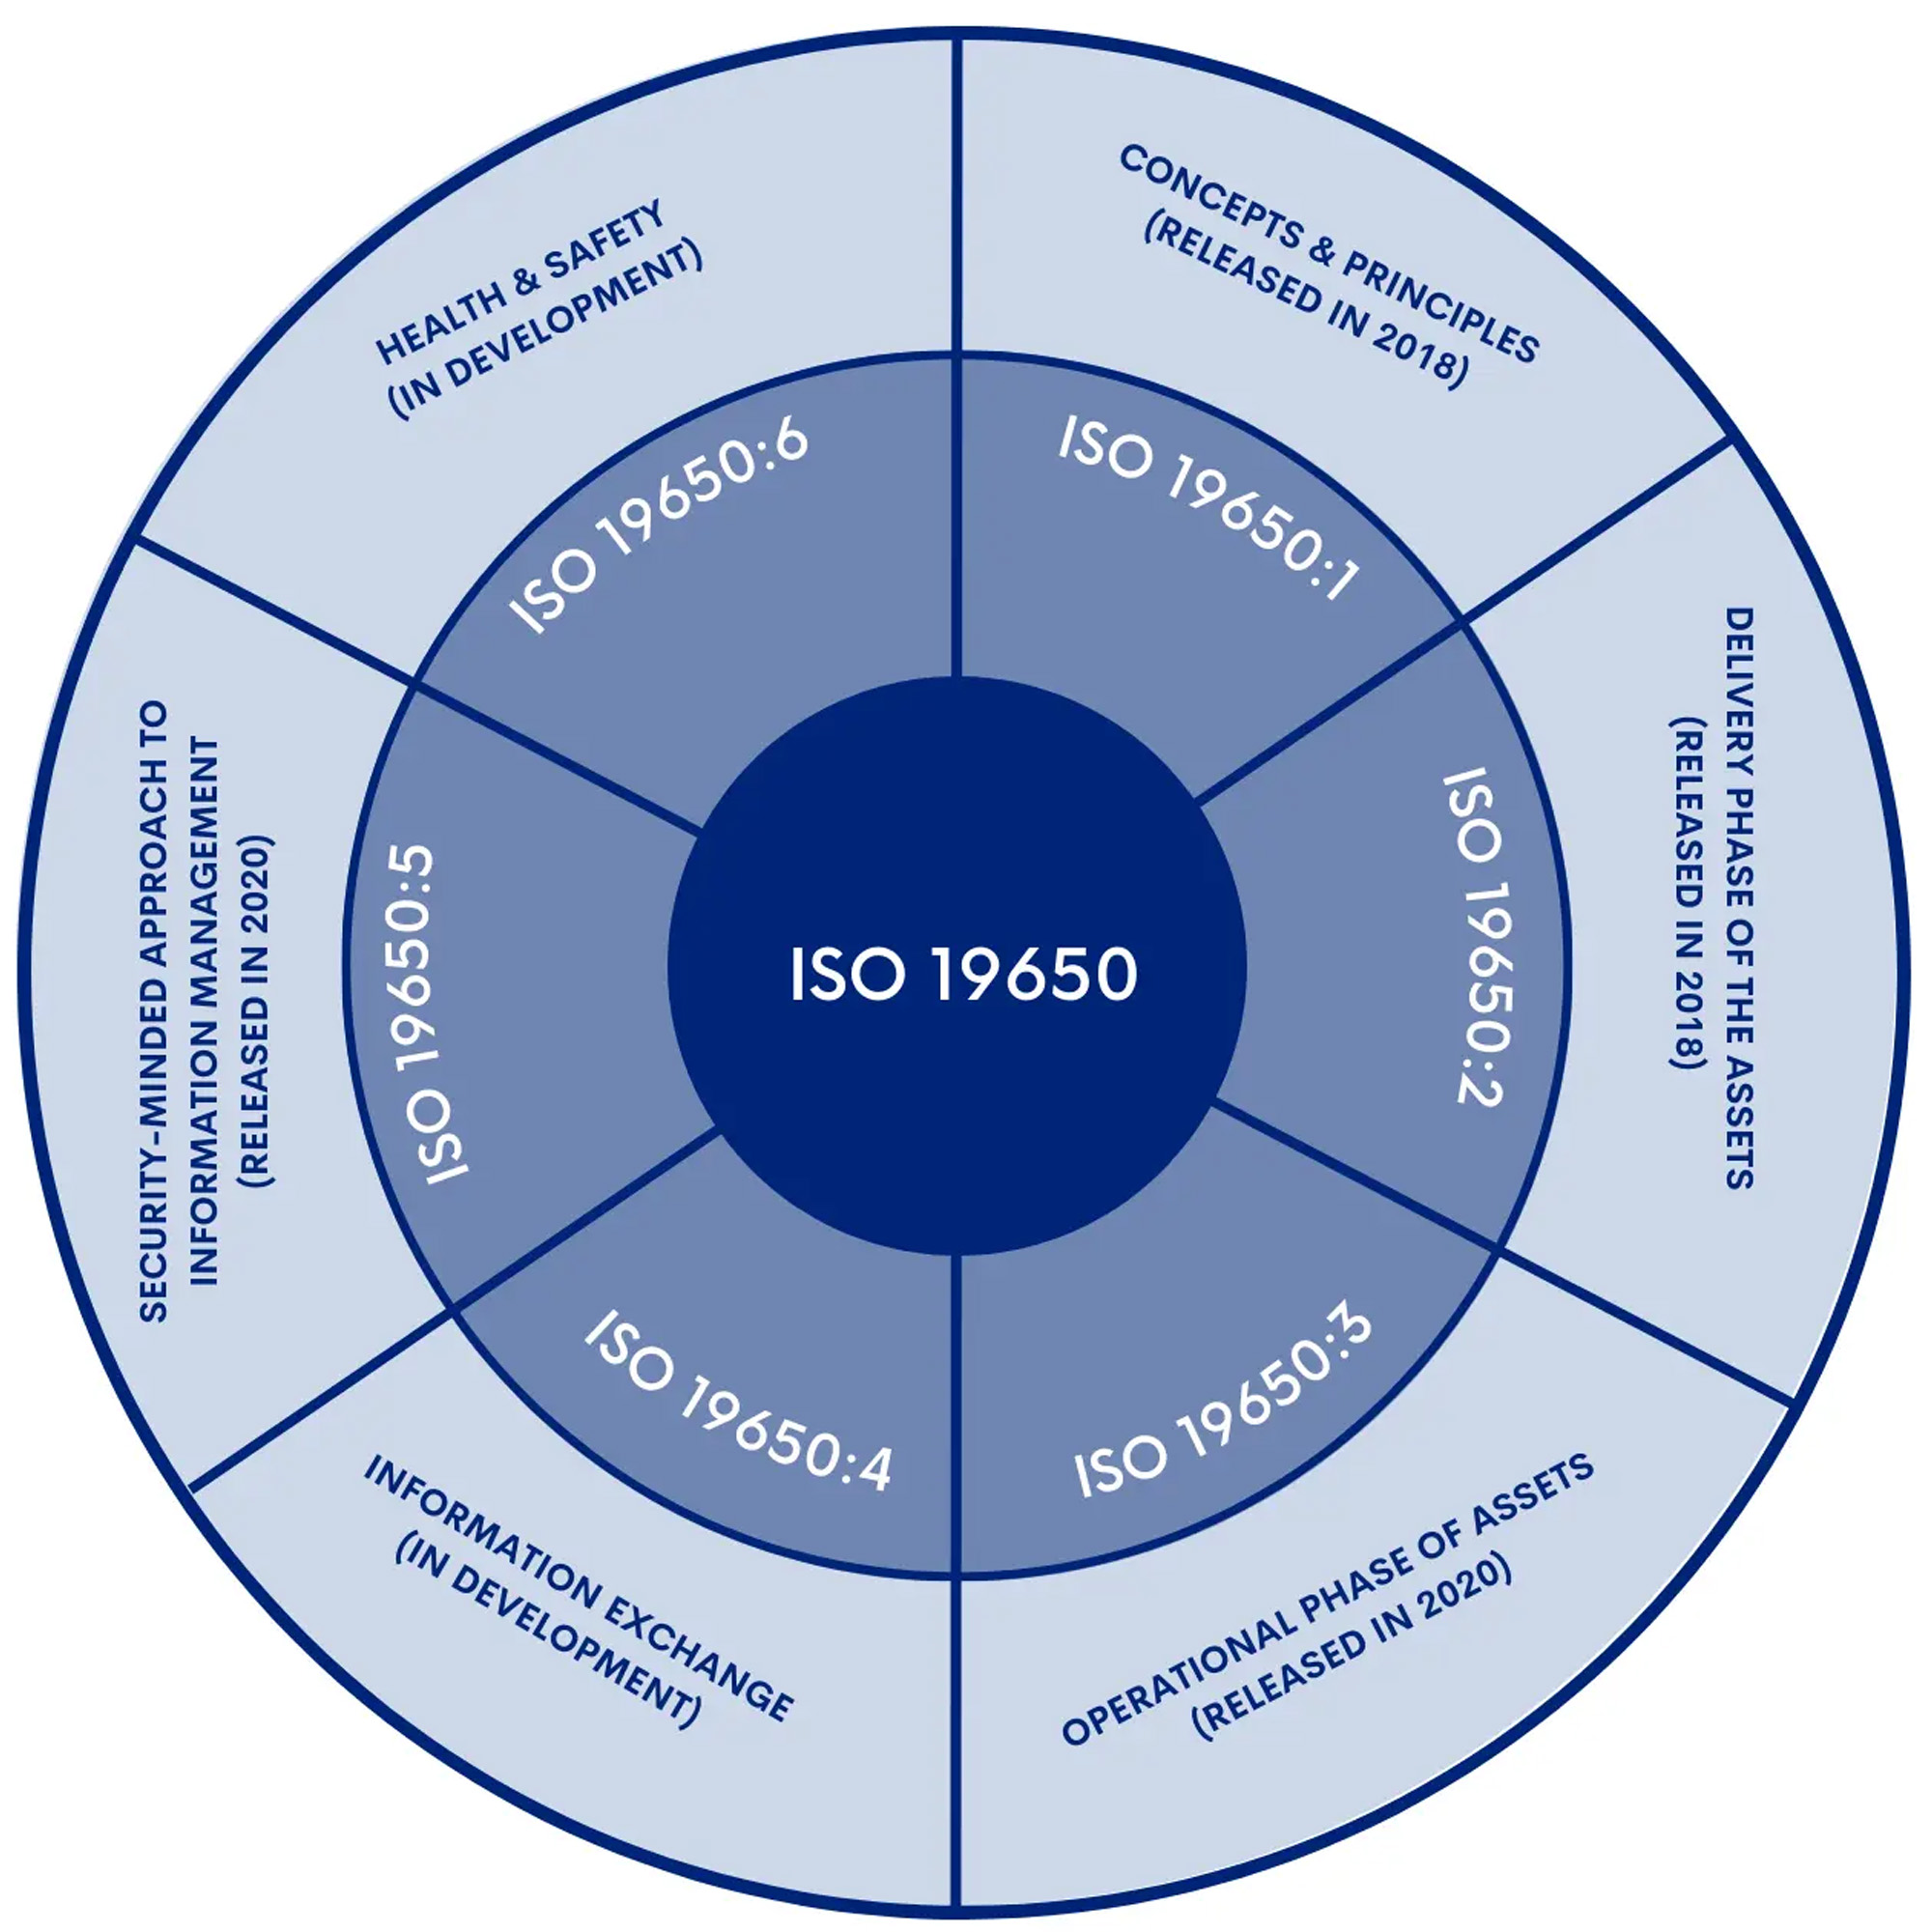 ISO 19650
ISO 19650:1
CONCEPTS & PRINCIPLES
(RELEASED IN 2018)
ISO 19650:2
DELIVERY PHASE OF THE ASSETS
(RELEASED IN 2018)
ISO 19650:3
OPERATIONAL PHASE OF ASSETS
(RELEASED IN 2020)
ISO 19650:4
INFORMATION EXCHANGE
(IN DEVELOPMENT)
ISO 19650:5
SECURITY-MINDED APPROACH TO
INFORMATION MANAGEMENT
(RELEASED IN 2020)
ISO 19650:6
HEALTH & SAFETY
(IN DEVELOPMENT)